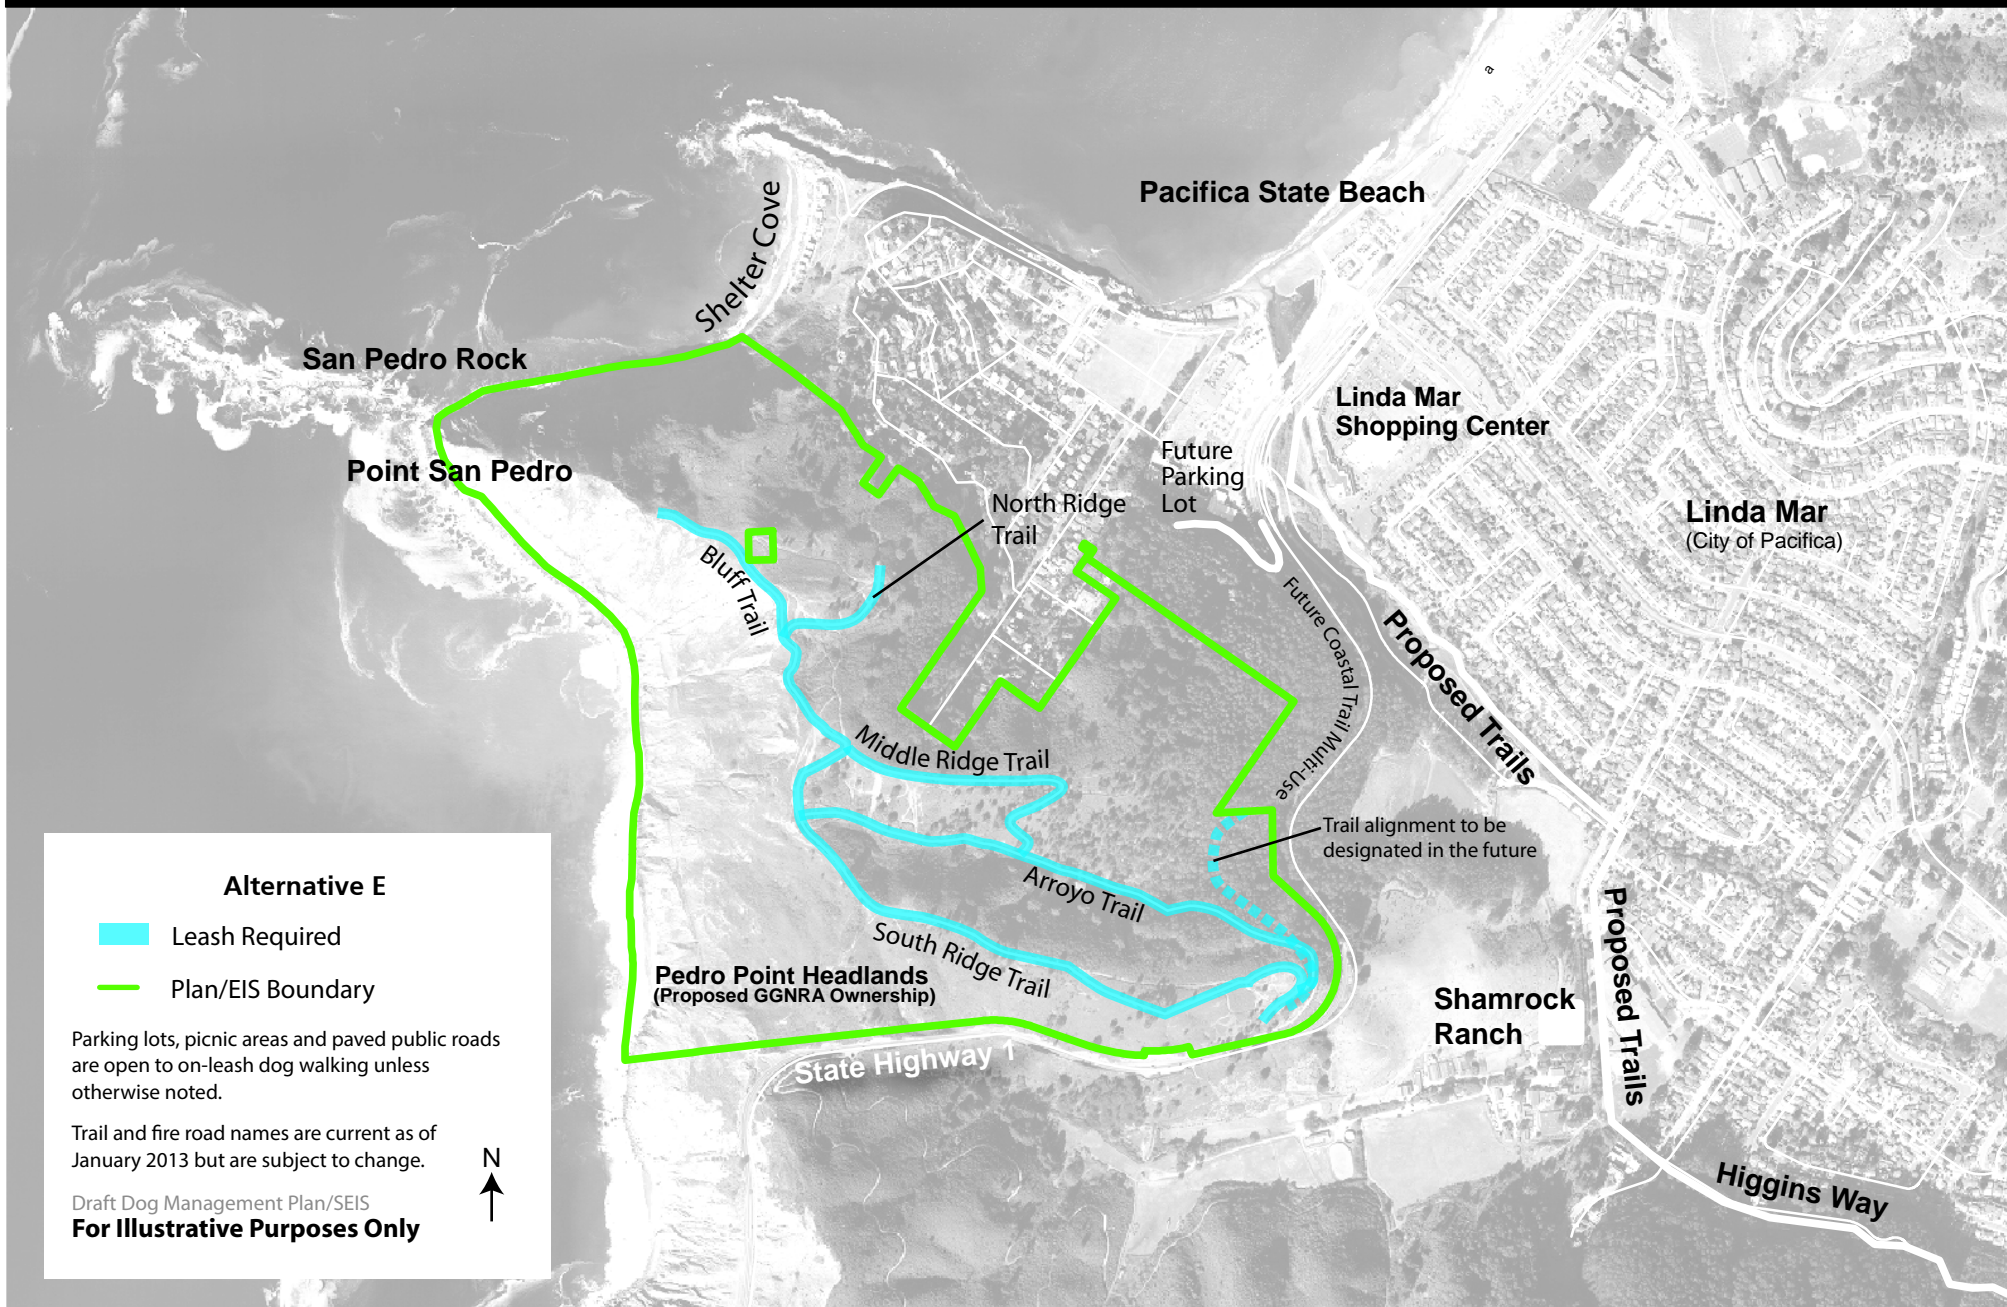 a
Pacifica State Beach
Shelter Cove
San Pedro Rock
Linda Mar
Shopping Center
Point San Pedro
Future
Parking
Lot
North Ridge
Trail
Linda Mar
(City of Pacifica)
Bluff Trail
Future Coastal Trail Multi-Use
Proposed Trails
Middle Ridge Trail
Trail alignment to be
designated in the future
Arroyo Trail
South Ridge Trail
Proposed Trails
Pedro Point Headlands
(Proposed GGNRA Ownership)
Shamrock
Ranch
State Highway 1
Higgins Way
Alternative E
Leash Required
Plan/EIS Boundary
Parking lots, picnic areas and paved public roads
are open to on-leash dog walking unless
otherwise noted.
Trail and fire road names are current as of
January 2013 but are subject to change.
N
Draft Dog Management Plan/SEIS
For Illustrative Purposes Only